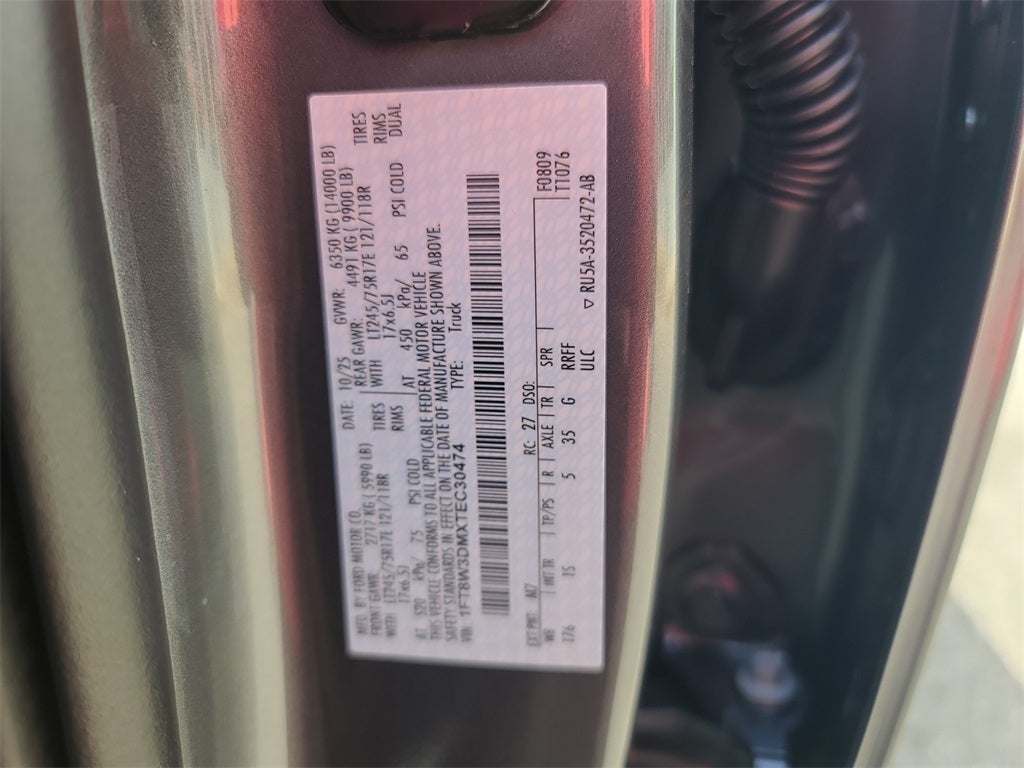 MFD. BY FORD MOTOR CO.
DATE: 10/25 GVWR: 6350 KG (14000 LB)
FRONT GAWR: 2717 KG ( 5990 LB) REAR GAWR: 4491 KG ( 9900 LB)
WITH LT245/75R17E 121/118R TIRES WITH LT245/75R17E 121/118R TIRES
17x6.5J RIMS 17x6.5J RIMS
AT 520 kPa/ 75 PSI COLD AT 450 kPa/ 65 PSI COLD DUAL
THIS VEHICLE CONFORMS TO ALL APPLICABLE FEDERAL MOTOR VEHICLE
SAFETY STANDARDS IN EFFECT ON THE DATE OF MANUFACTURE SHOWN ABOVE.
VIN: 1FT8W3DMXTEC30474 TYPE: Truck
EXT PNT: M7 RC: 27 DSO: F0809
WB | INT TR | TP/PS | R | AXLE | TR | SPR | TT1076
176 1S 5 35 G RRFF
ULC ▽ RU5A-3520472-AB